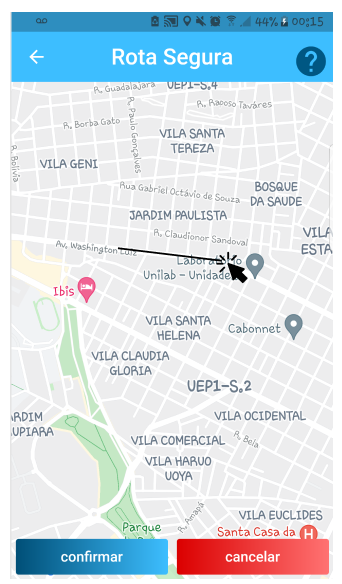 44% 00:15
Rota Segura
?
R. Guadalajara
UEP1-S.4
R. Raposo Tavares
R. Borba Gato
R. Paulo Gonçalves
VILA SANTA
TEREZA
R. Bolívia
VILA GENI
Rua Gabriel Octávio de Souza
BOSQUE
DA SAUDE
JARDIM PAULISTA
R. Claudionor Sandoval
VILA
ESTA
Av. Washington Luiz
Laboratório
Unilab - Unidade
Ibis
VILA SANTA
HELENA
Cabonnet
VILA CLAUDIA
GLORIA
UEP1-S.2
ARDIM
UPIARA
VILA OCIDENTAL
VILA COMERCIAL
R. Bela
VILA HARUO
UOYA
R. Amapá
VILA EUCLIDES
Parque
Santa Casa da
H
confirmar
cancelar